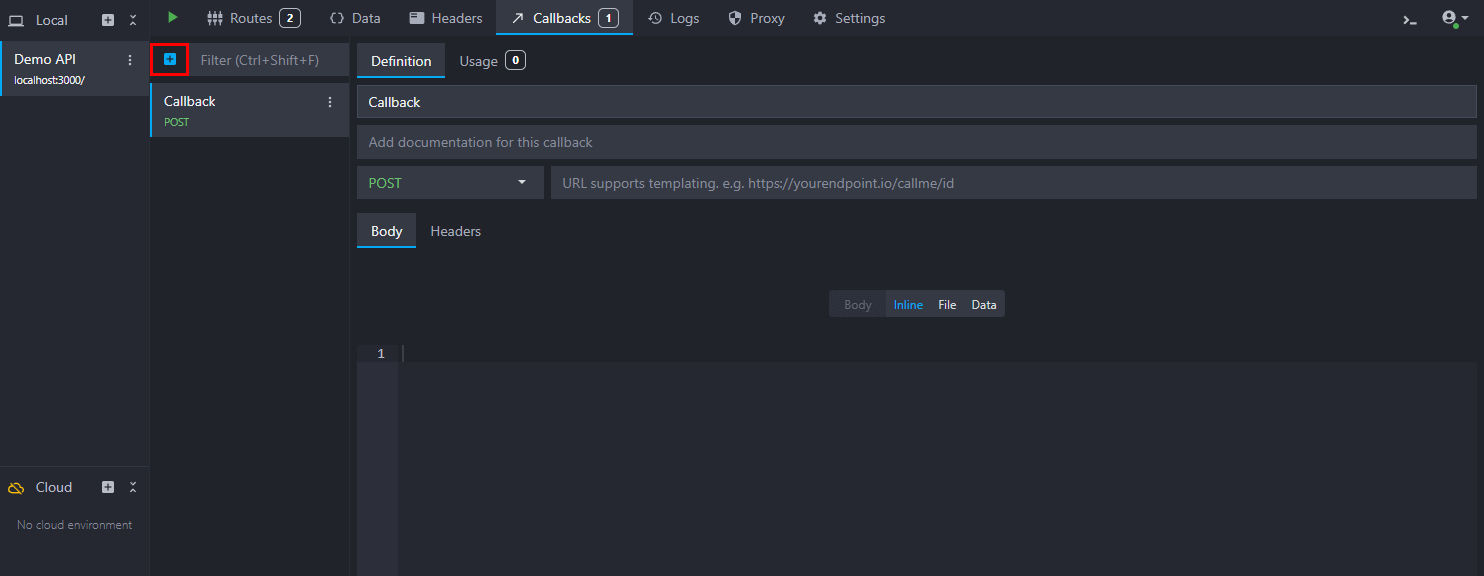 Local
Routes 2
Data
Headers
Callbacks 1
Logs
Proxy
Settings
Demo API
localhost:3000/
Filter (Ctrl+Shift+F)
Callback
POST
Definition
Usage 0
Callback
Add documentation for this callback
POST
URL supports templating. e.g. https://yourendpoint.io/callme/id
Body
Headers
Body
Inline
File
Data
1
Cloud
No cloud environment